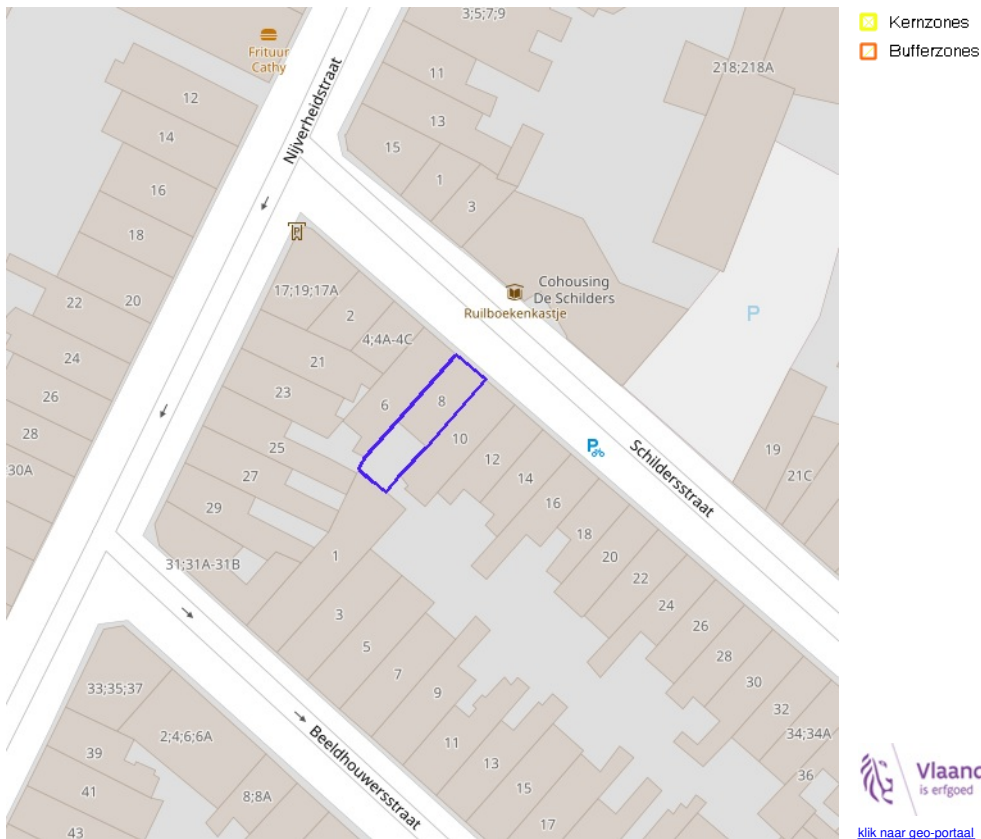 Kernzones
Bufferzones
3;5;7;9
Frituur
Cathy
11
218;218A
12
13
Nijverheidstraat
14
15
1
16
3
18
Cohousing
De Schilders
Ruilboekenkastje
17;19;17A
22
20
2
P
4;4A-4C
24
21
23
26
6
8
28
25
10
30A
27
12
19
Schildersstraat
14
21C
29
16
18
1
20
31;31A-31B
22
24
3
26
5
28
7
30
33;35;37
9
32
2;4;6;6A
34;34A
11
Beeldhouwersstraat
39
13
36
41
8;8A
15
43
17
Vlaand
is erfgoed
klik naar geo-portaal